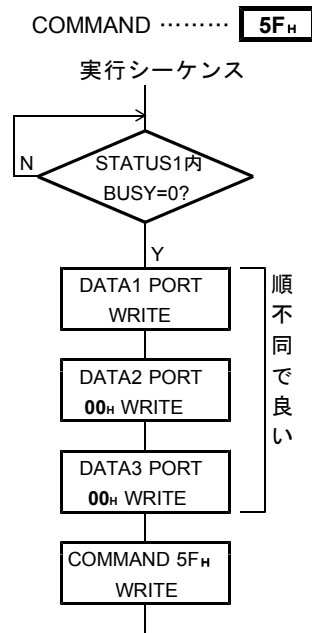 COMMAND ……… 5FH
実行シーケンス
N
STATUS1内
BUSY=0?
Y
DATA1 PORT
WRITE
DATA2 PORT
00H WRITE
DATA3 PORT
00H WRITE
順不同で良い
COMMAND 5FH
WRITE